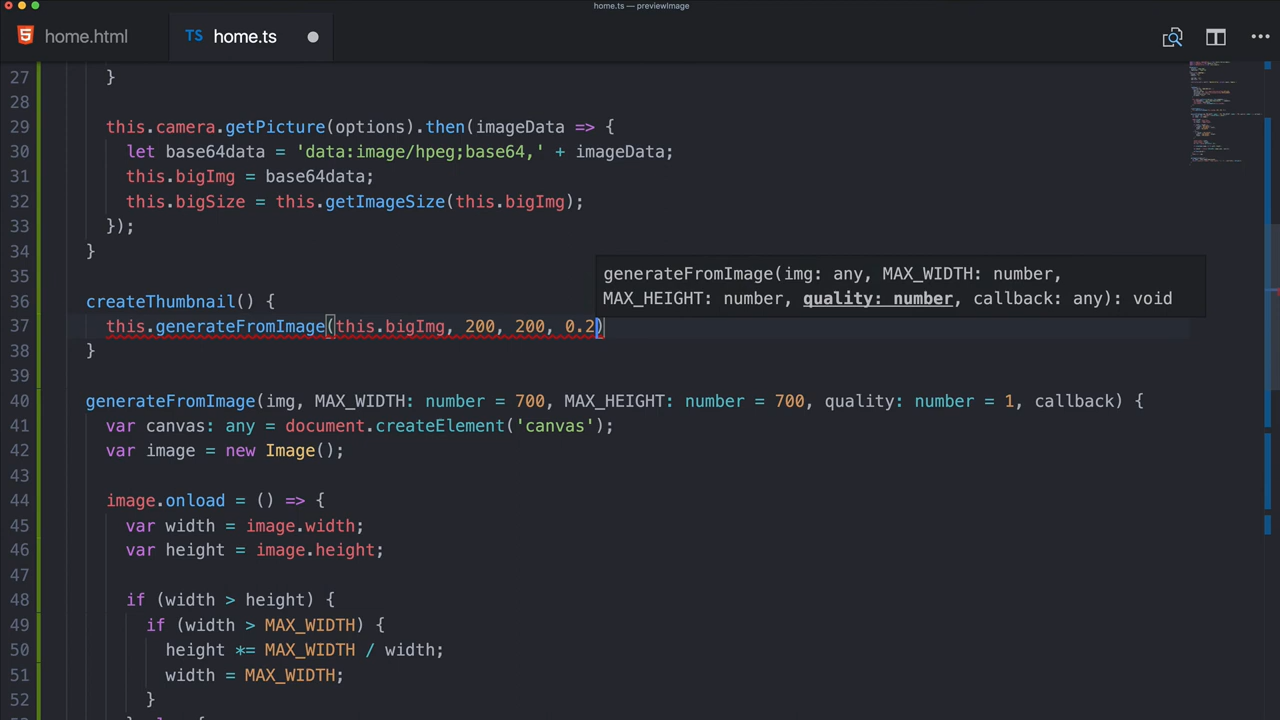 home.ts — previewImage
home.html
TS home.ts
27 }
28
29 this.camera.getPicture(options).then(imageData => {
30 let base64data = 'data:image/hpeg;base64,' + imageData;
31 this.bigImg = base64data;
32 this.bigSize = this.getImageSize(this.bigImg);
33 });
34 }
35
generateFromImage(img: any, MAX_WIDTH: number,
MAX_HEIGHT: number, quality: number, callback: any): void
36 createThumbnail() {
37 this.generateFromImage(this.bigImg, 200, 200, 0.2)
38 }
39
40 generateFromImage(img, MAX_WIDTH: number = 700, MAX_HEIGHT: number = 700, quality: number = 1, callback) {
41 var canvas: any = document.createElement('canvas');
42 var image = new Image();
43
44 image.onload = () => {
45 var width = image.width;
46 var height = image.height;
47
48 if (width > height) {
49 if (width > MAX_WIDTH) {
50 height *= MAX_WIDTH / width;
51 width = MAX_WIDTH;
52 }